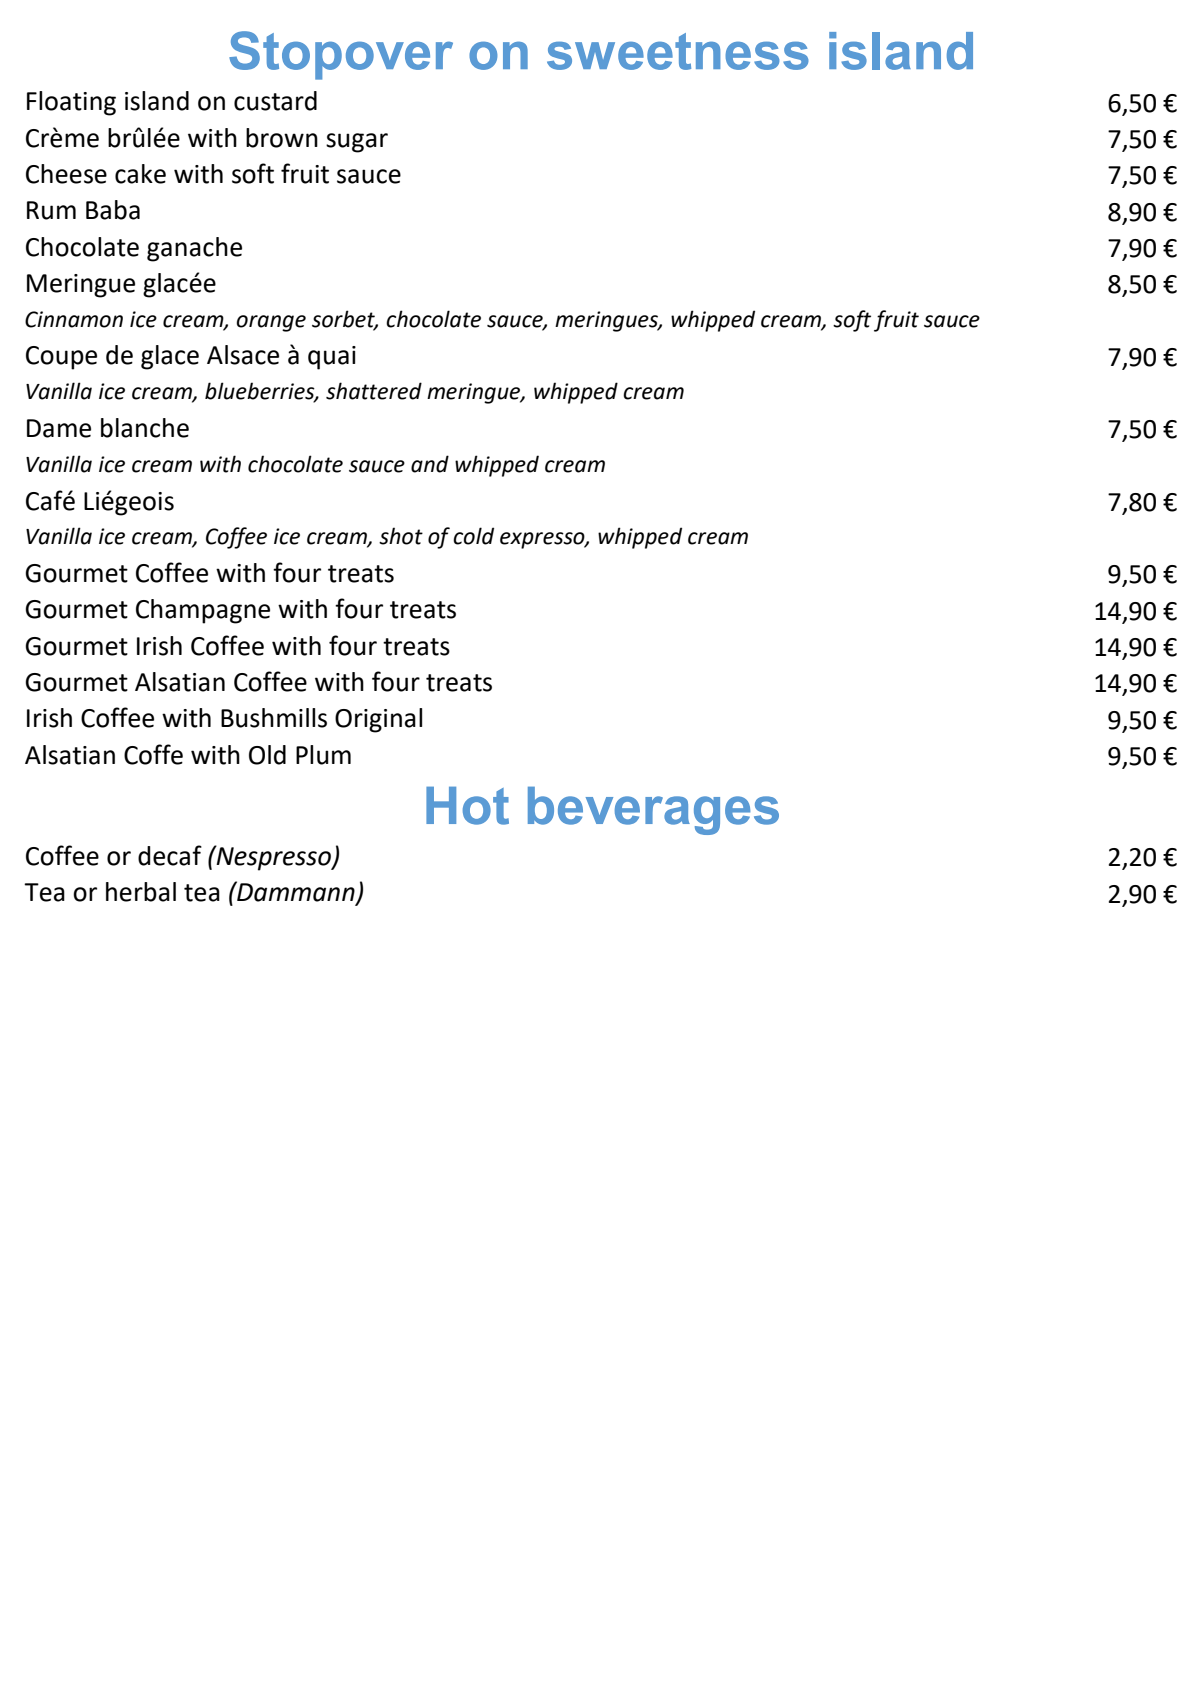 Stopover on sweetness island
Floating island on custard 6,50 €
Crème brûlée with brown sugar 7,50 €
Cheese cake with soft fruit sauce 7,50 €
Rum Baba 8,90 €
Chocolate ganache 7,90 €
Meringue glacée 8,50 €
Cinnamon ice cream, orange sorbet, chocolate sauce, meringues, whipped cream, soft fruit sauce
Coupe de glace Alsace à quai 7,90 €
Vanilla ice cream, blueberries, shattered meringue, whipped cream
Dame blanche 7,50 €
Vanilla ice cream with chocolate sauce and whipped cream
Café Liégeois 7,80 €
Vanilla ice cream, Coffee ice cream, shot of cold expresso, whipped cream
Gourmet Coffee with four treats 9,50 €
Gourmet Champagne with four treats 14,90 €
Gourmet Irish Coffee with four treats 14,90 €
Gourmet Alsatian Coffee with four treats 14,90 €
Irish Coffee with Bushmills Original 9,50 €
Alsatian Coffe with Old Plum 9,50 €
Hot beverages
Coffee or decaf (Nespresso) 2,20 €
Tea or herbal tea (Dammann) 2,90 €